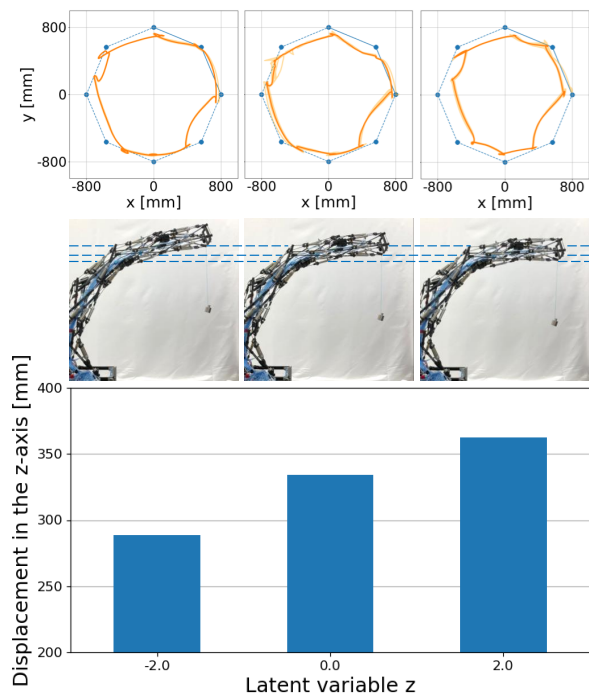 800
0
-800
y [mm]
-800 0 800
-800 0 800
-800 0 800
x [mm]
x [mm]
x [mm]
400
350
300
250
200
Displacement in the z-axis [mm]
-2.0 0.0 2.0
Latent variable z